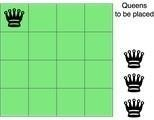 Queens
to be placed